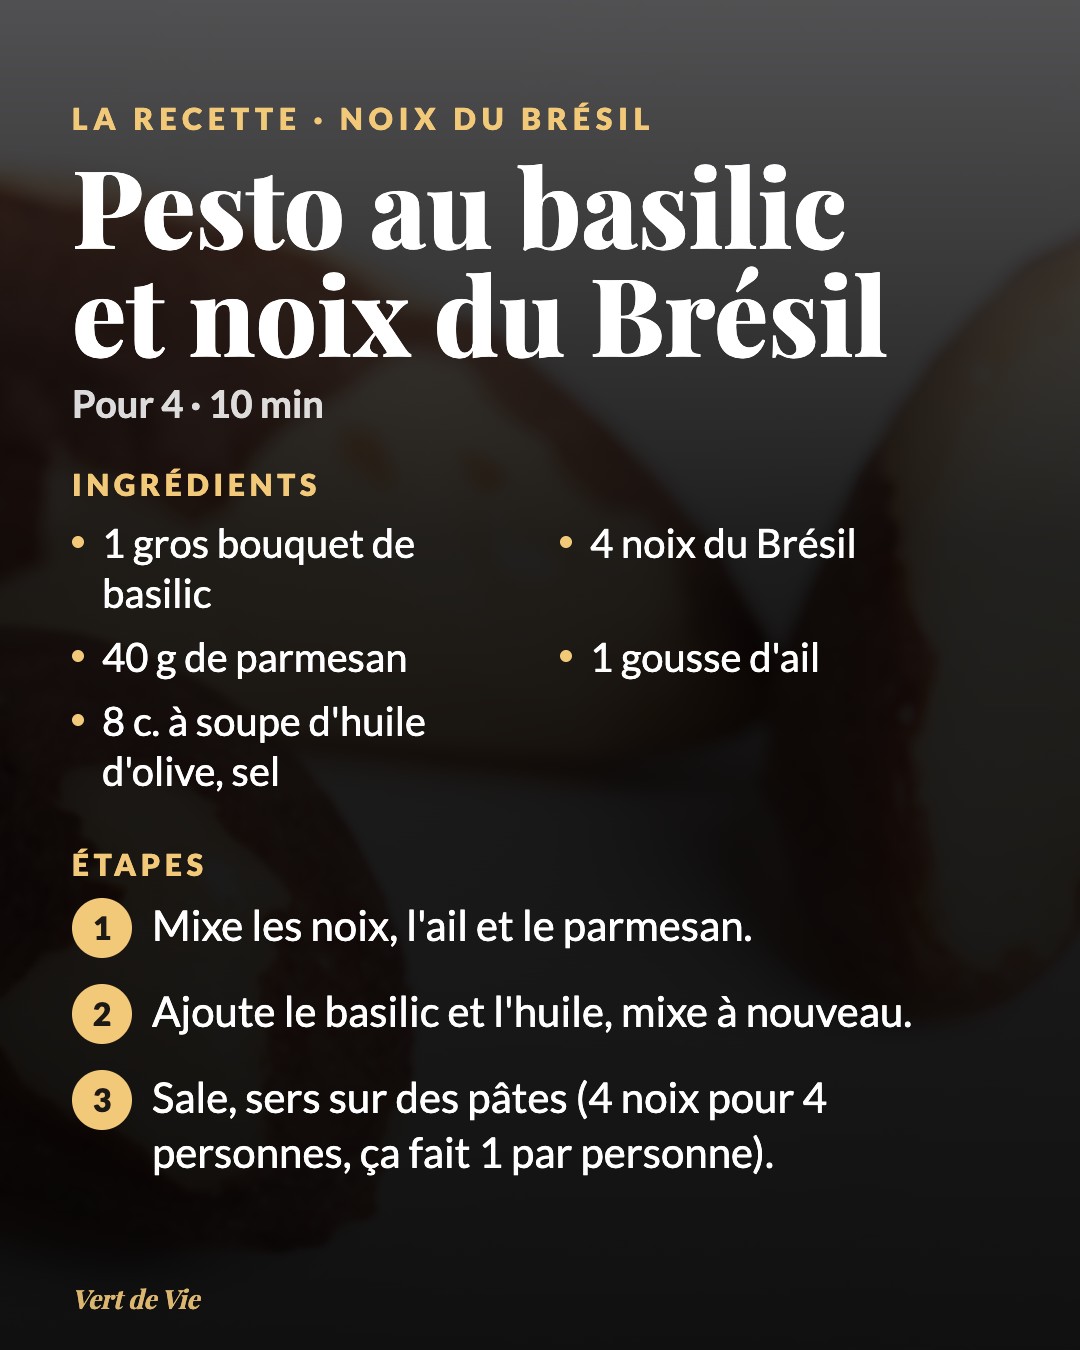 LA RECETTE · NOIX DU BRÉSIL
Pesto au basilic
et noix du Brésil
Pour 4 · 10 min
INGRÉDIENTS
• 1 gros bouquet de
basilic
• 4 noix du Brésil
• 40 g de parmesan
• 1 gousse d'ail
• 8 c. à soupe d'huile
d'olive, sel
ÉTAPES
1 Mixe les noix, l'ail et le parmesan.
2 Ajoute le basilic et l'huile, mixe à nouveau.
3 Sale, sers sur des pâtes (4 noix pour 4
personnes, ça fait 1 par personne).
Vert de Vie